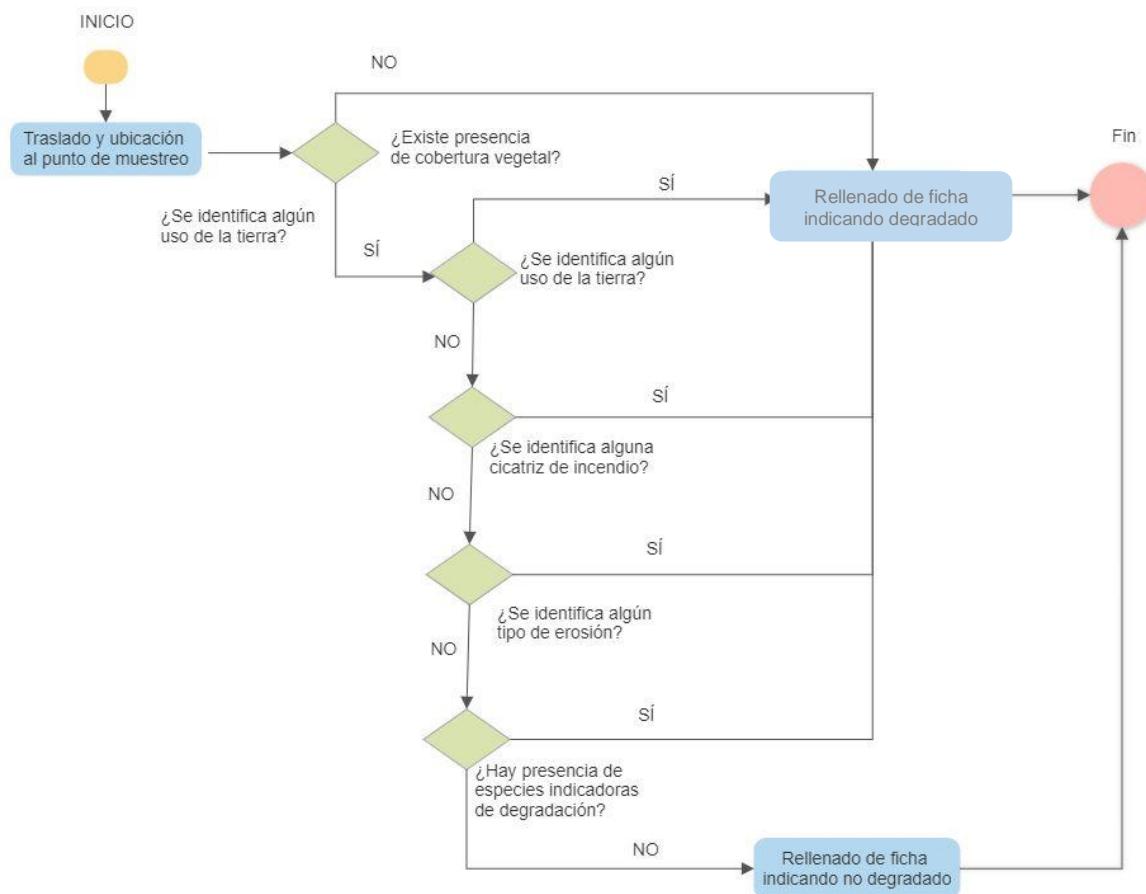 INICIO
NO
Traslado y ubicación
al punto de muestreo
¿Existe presencia
de cobertura vegetal?
Fin
SÍ
Rellenado de ficha
indicando degradado
¿Se identifica algún
uso de la tierra?
SÍ
¿Se identifica algún
uso de la tierra?
NO
SÍ
¿Se identifica alguna
cicatriz de incendio?
NO
SÍ
¿Se identifica algún
tipo de erosión?
NO
SÍ
¿Hay presencia de
especies indicadoras
de degradación?
NO
Rellenado de ficha
indicando no degradado